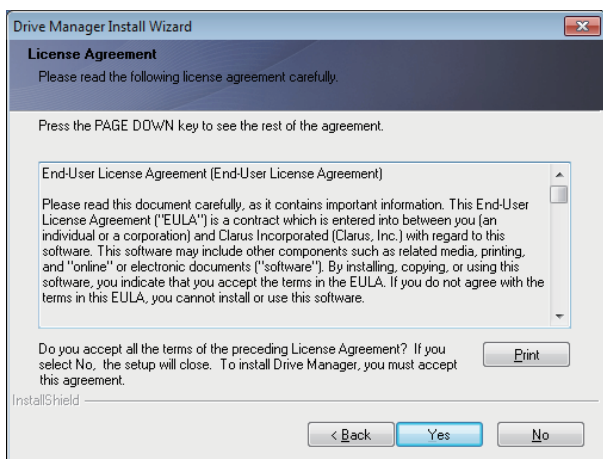 Drive Manager Install Wizard
License Agreement
Please read the following license agreement carefully.
Press the PAGE DOWN key to see the rest of the agreement.
End-User License Agreement (End-User License Agreement)
Please read this document carefully, as it contains important information. This End-User
License Agreement ("EULA") is a contract which is entered into between you (an
individual or a corporation) and Clarus Incorporated (Clarus, Inc.) with regard to this
software. This software may include other components such as related media, printing,
and "online" or electronic documents ("software"). By installing, copying, or using this
software, you indicate that you accept the terms in the EULA. If you do not agree with the
terms in this EULA, you cannot install or use this software.
Do you accept all the terms of the preceding License Agreement? If you
select No, the setup will close. To install Drive Manager, you must accept
this agreement.
Print
InstallShield
< Back
Yes
No